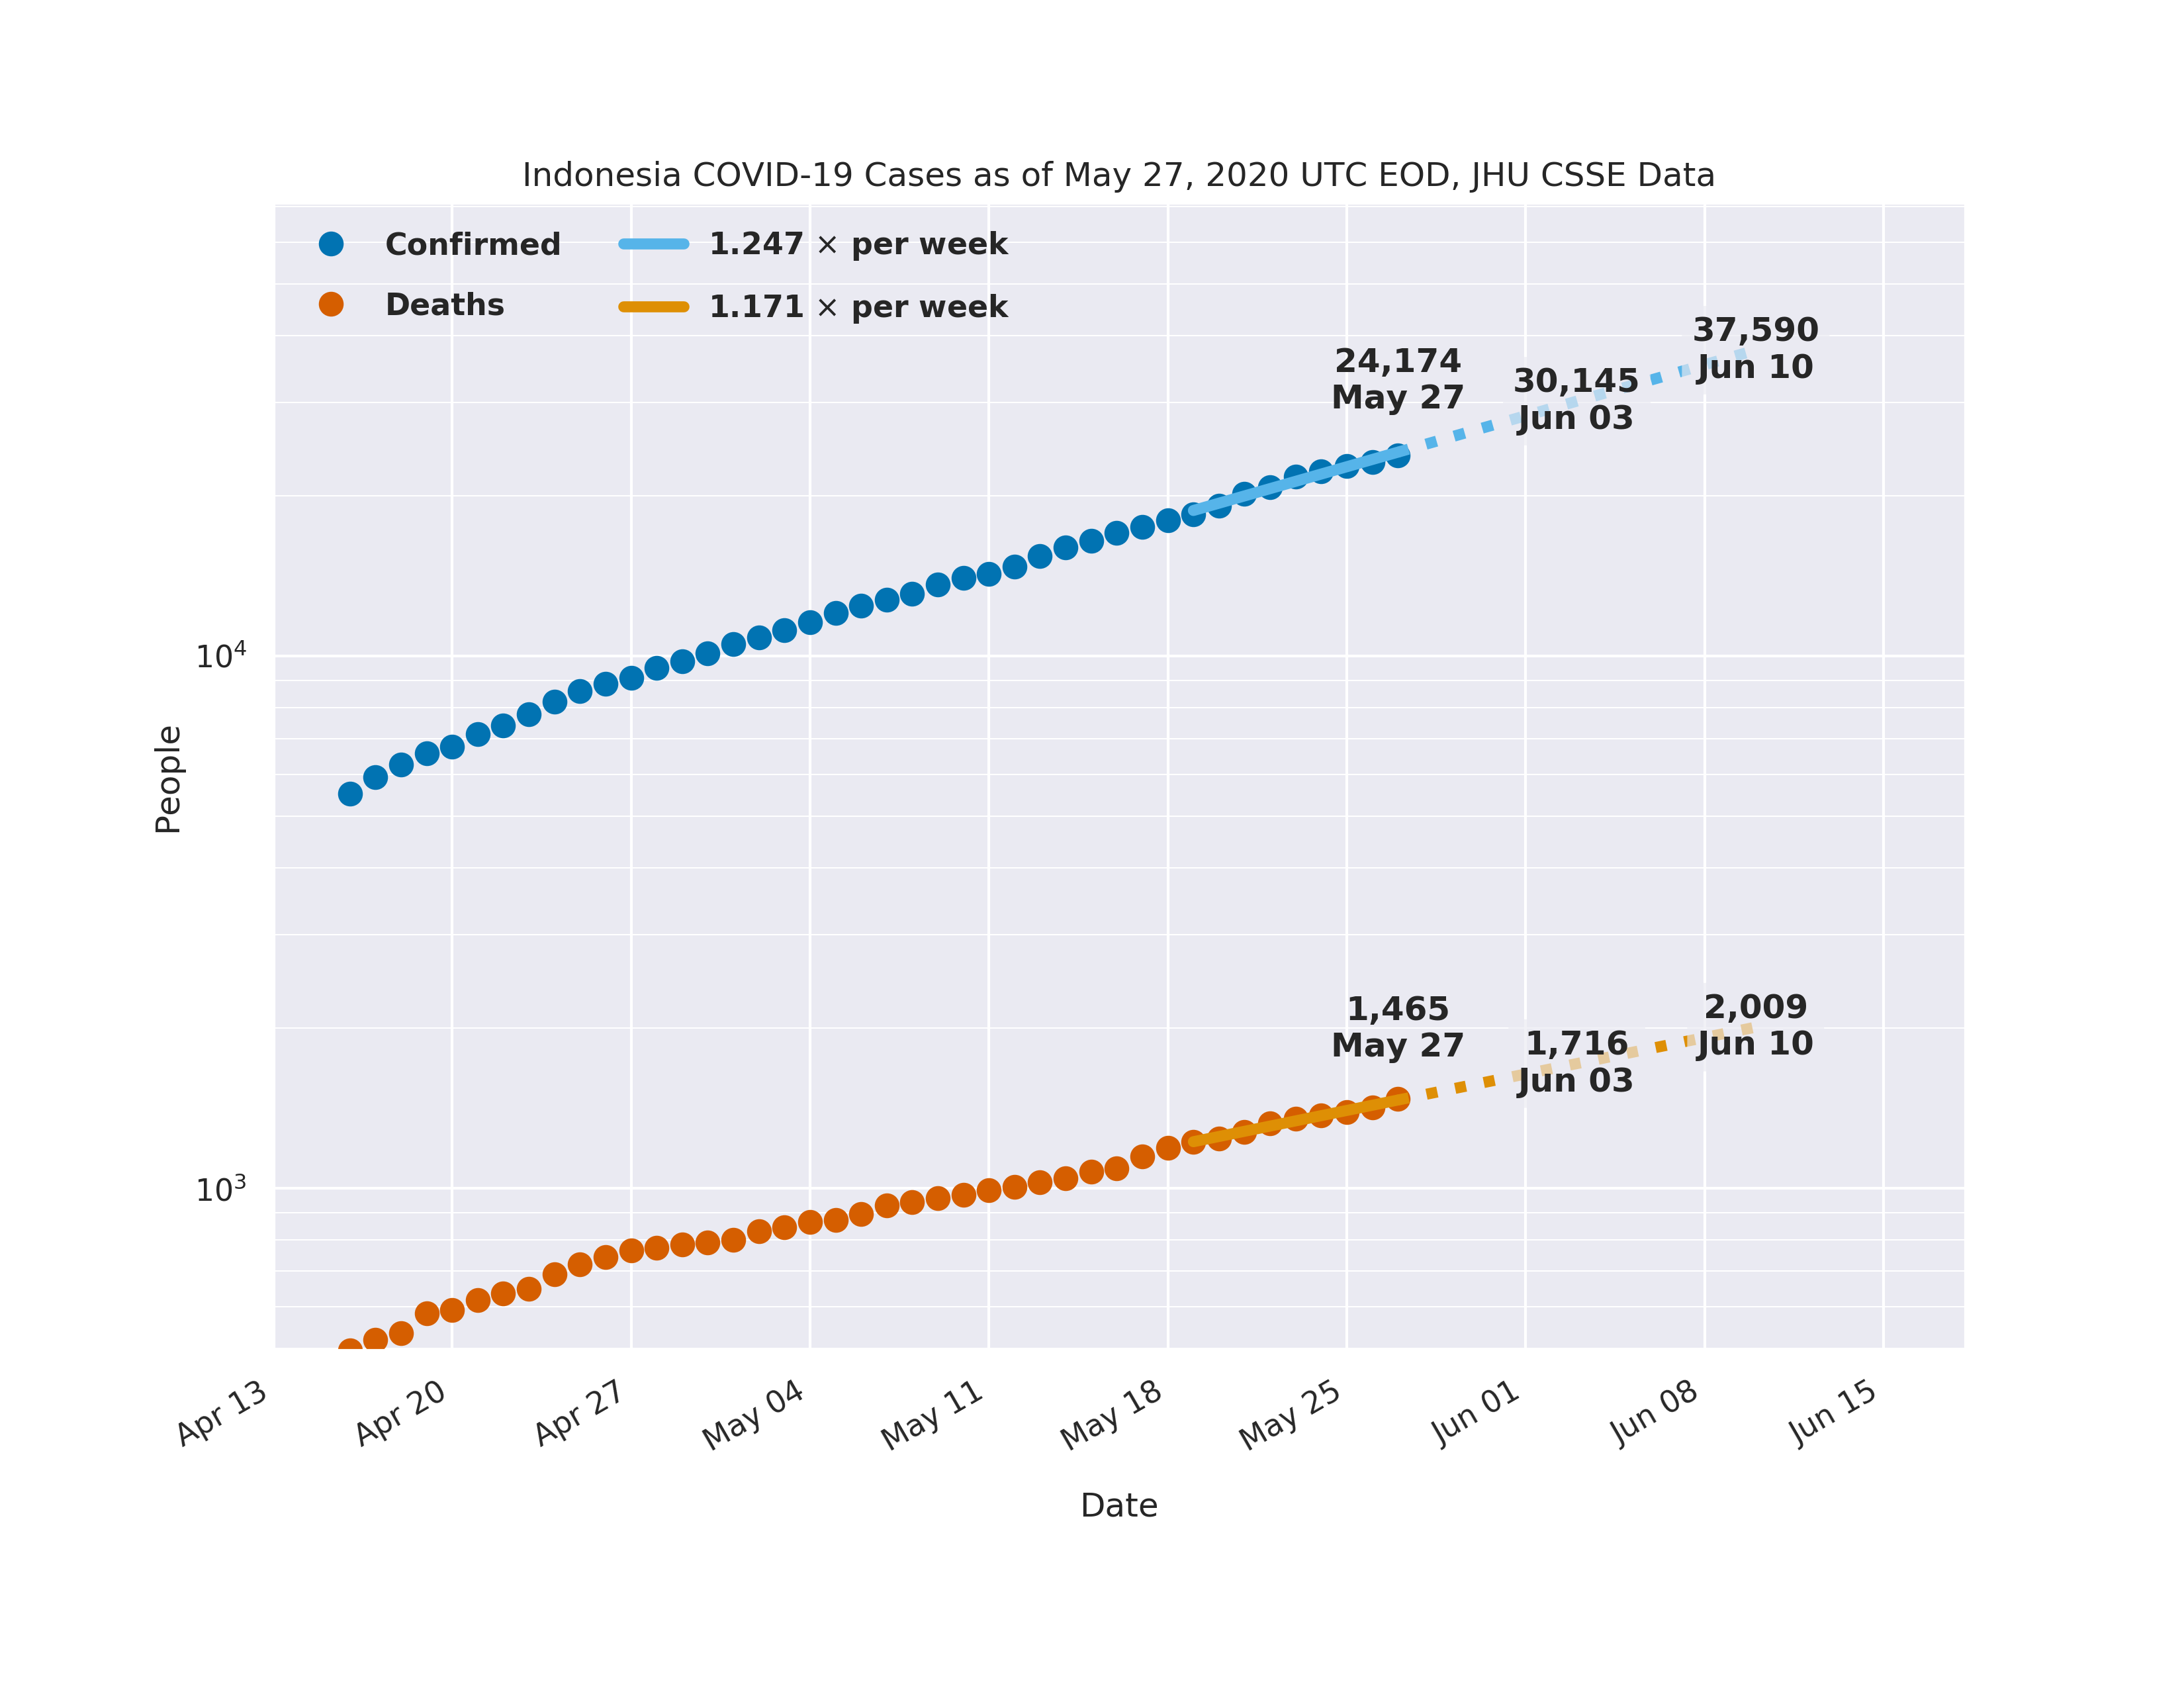 Indonesia COVID-19 Cases as of May 27, 2020 UTC EOD, JHU CSSE Data
Confirmed
Deaths
1.247 × per week
1.171 × per week
37,590
Jun 10
24,174
May 27
30,145
Jun 03
2,009
Jun 10
1,465
May 27
1,716
Jun 03
10⁴
10³
People
Apr 13
Apr 20
Apr 27
May 04
May 11
May 18
May 25
Jun 01
Jun 08
Jun 15
Date